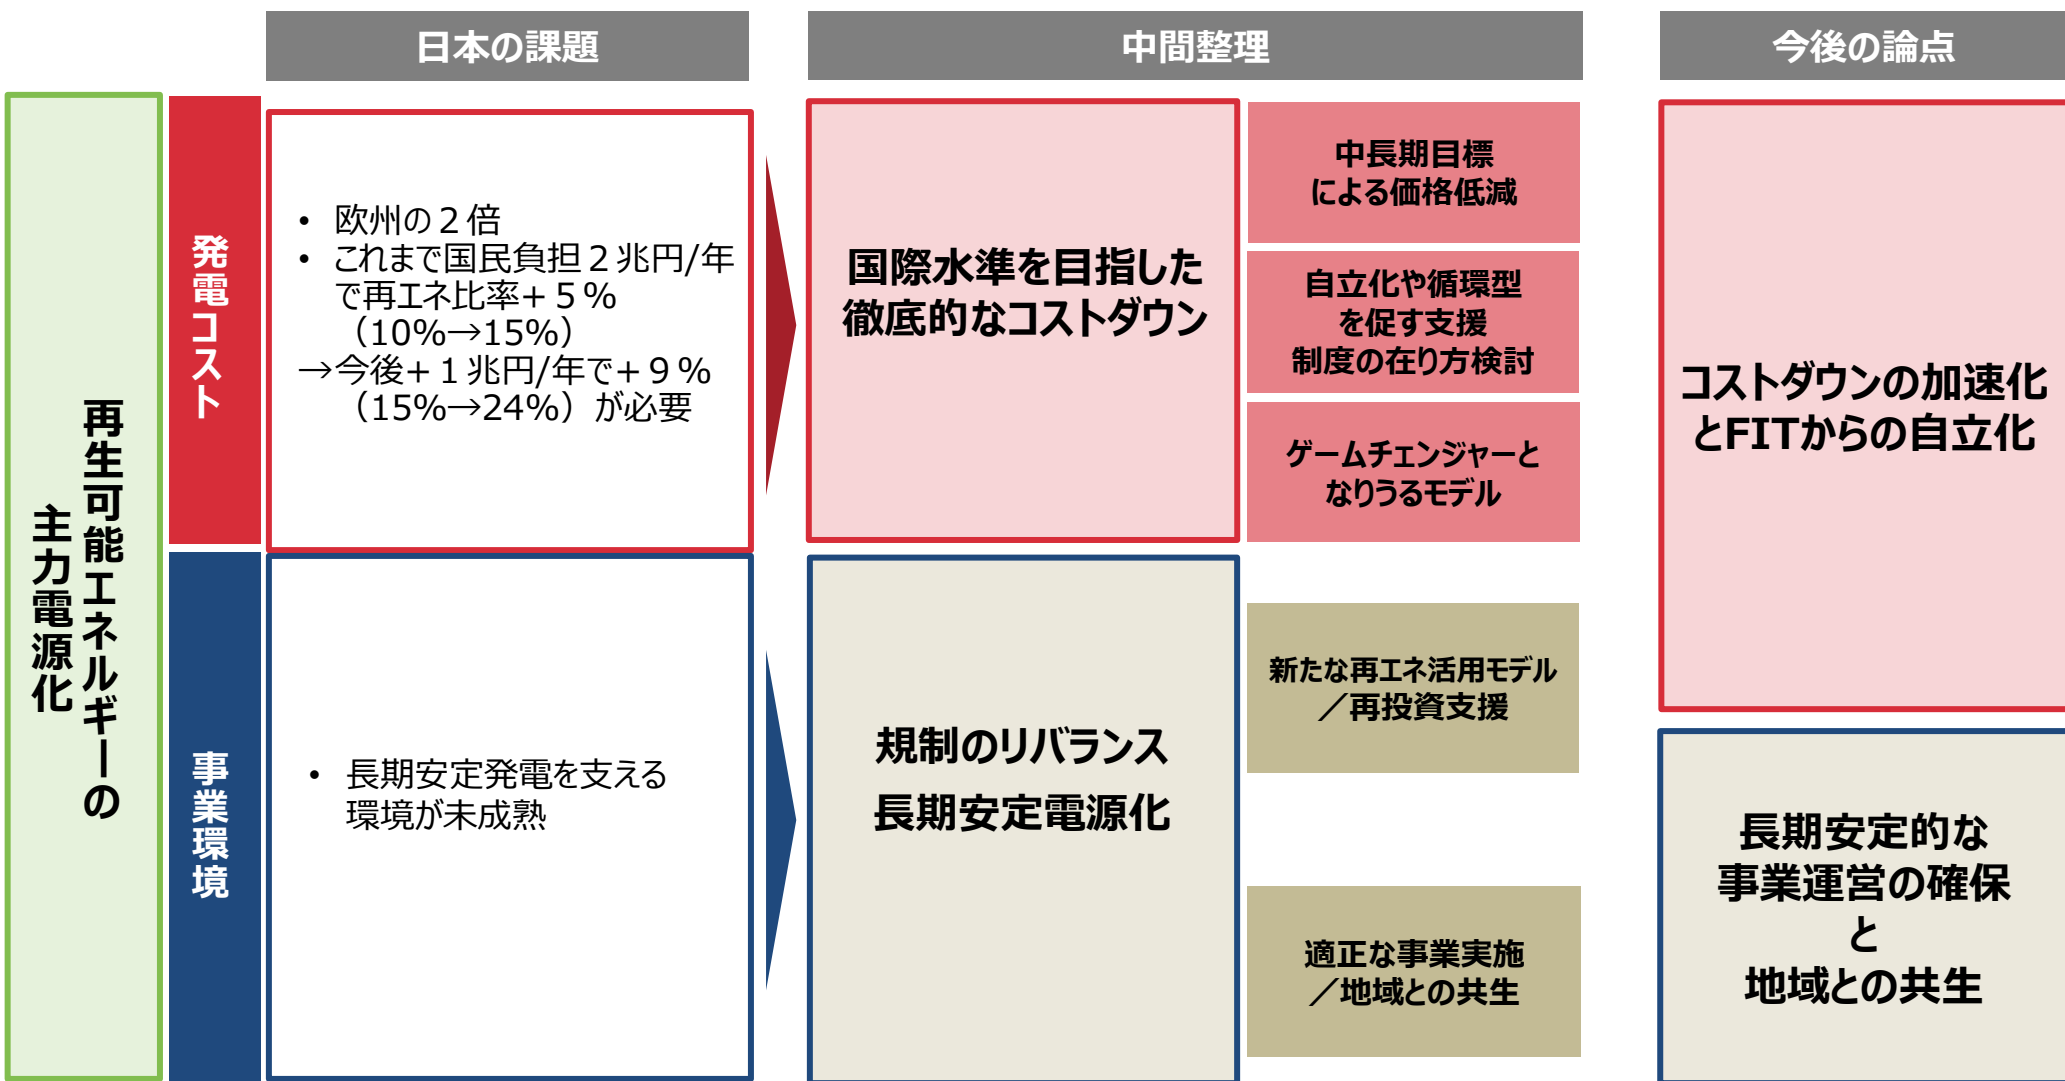 日本の課題
中間整理
今後の論点
再生可能エネルギーの
主力電源化
発電コスト
• 欧州の２倍
• これまで国民負担２兆円/年
で再エネ比率+５%
（10%→15%）
→今後+１兆円/年で+９%
（15%→24%）が必要
国際水準を目指した
徹底的なコストダウン
中長期目標
による価格低減
自立化や循環型
を促す支援
制度の在り方検討
ゲームチェンジャーと
なりうるモデル
コストダウンの加速化
とFITからの自立化
事業環境
• 長期安定発電を支える
環境が未成熟
規制のリバランス
長期安定電源化
新たな再エネ活用モデル
／再投資支援
適正な事業実施
／地域との共生
長期安定的な
事業運営の確保
と
地域との共生